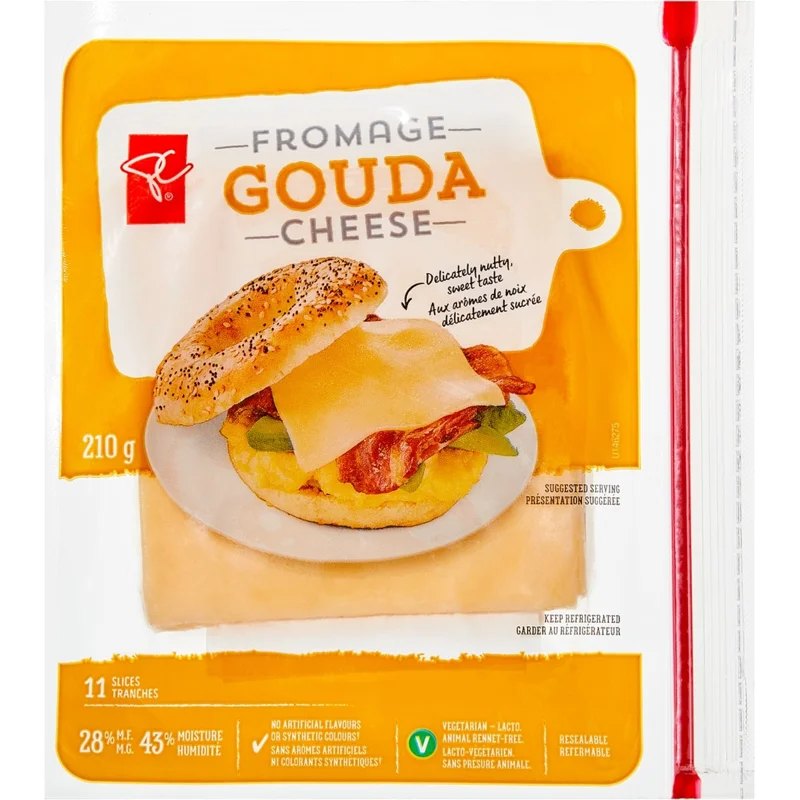 PC®
FROMAGE
GOUDA
CHEESE
Delicately nutty,
sweet taste
Aux arômes de noix
délicatement sucrée
210 g
U146275
SUGGESTED SERVING
PRÉSENTATION SUGGÉRÉE
KEEP REFRIGERATED
GARDER AU RÉFRIGÉRATEUR
11 SLICES
TRANCHES
28% M.F.
M.G.
43% MOISTURE
HUMIDITÉ
NO ARTIFICIAL FLAVOURS
OR SYNTHETIC COLOURS†
SANS ARÔMES ARTIFICIELS
NI COLORANTS SYNTHÉTIQUES†
V
VEGETARIAN – LACTO.
ANIMAL RENNET-FREE.
LACTO-VÉGÉTARIEN.
SANS PRÉSURE ANIMALE.
RESEALABLE
REFERMABLE